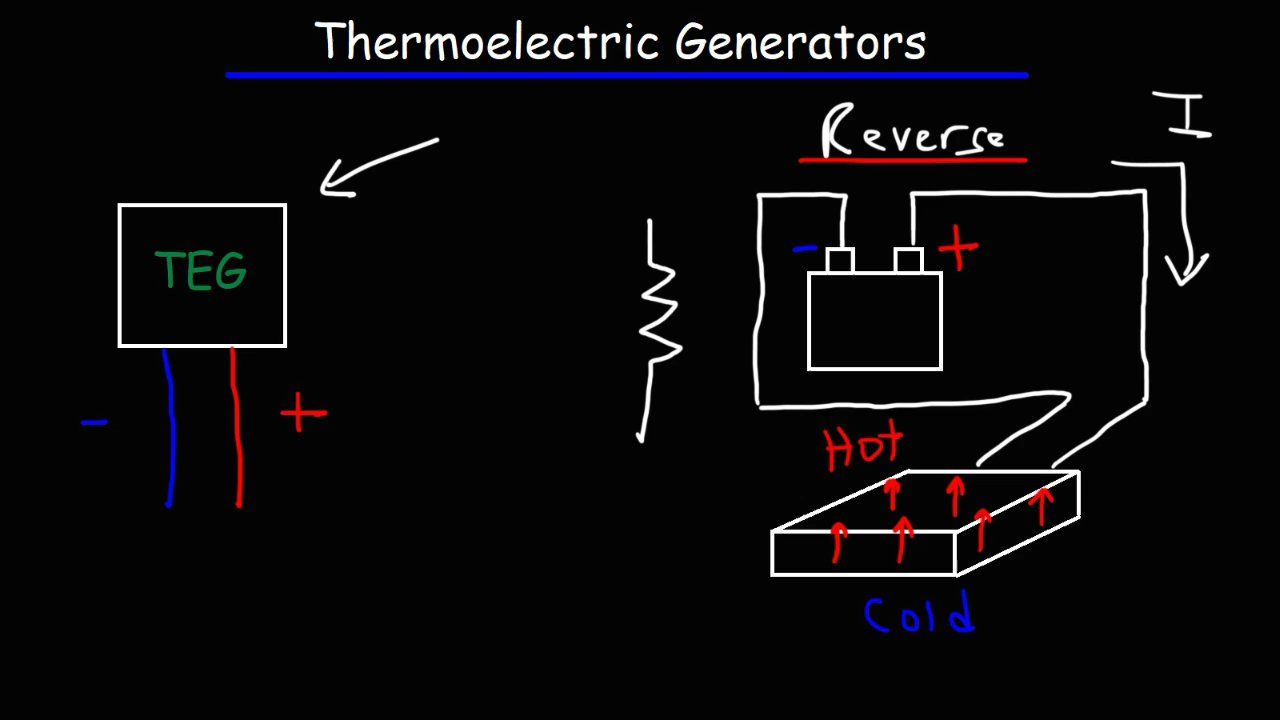 Thermoelectric Generators
Reverse
I
TEG
- +
- +
Hot
Cold